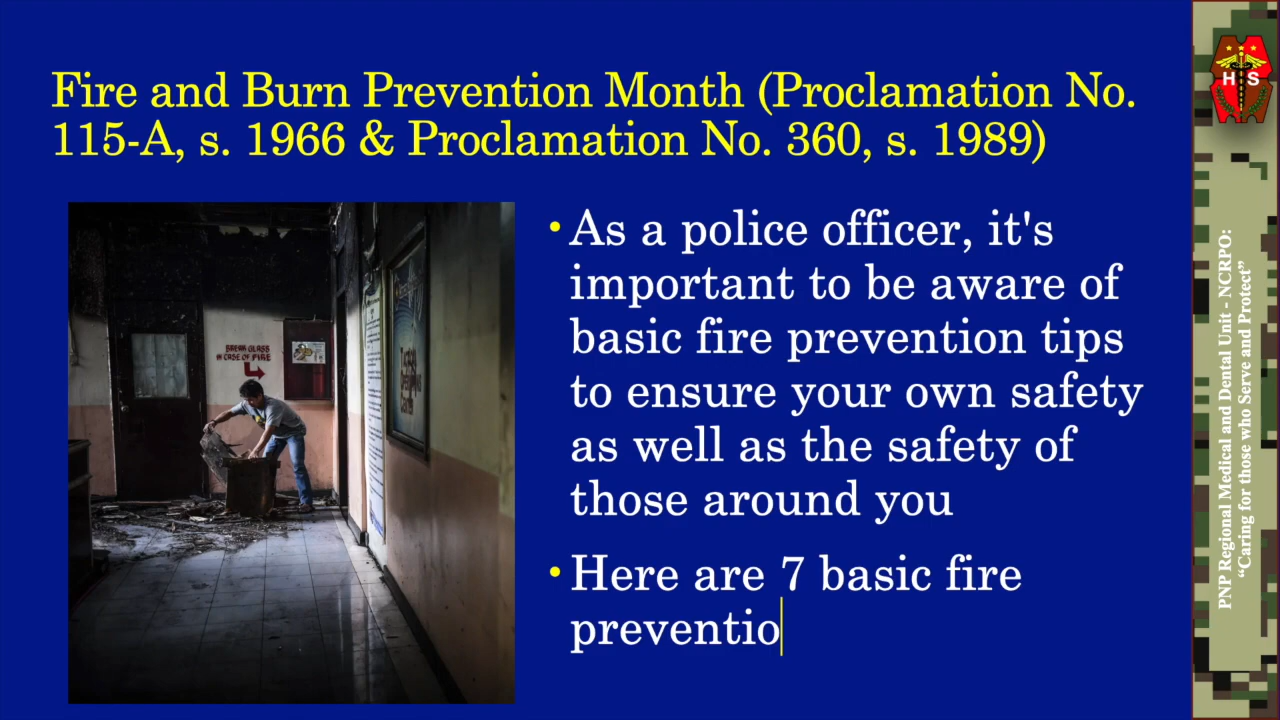 Fire and Burn Prevention Month (Proclamation No.
115-A, s. 1966 & Proclamation No. 360, s. 1989)
BREAK GLASS
IN CASE OF FIRE
• As a police officer, it's
important to be aware of
basic fire prevention tips
to ensure your own safety
as well as the safety of
those around you
• Here are 7 basic fire
preventio
H S
PNP Regional Medical and Dental Unit - NCRPO:
“Caring for those who Serve and Protect”